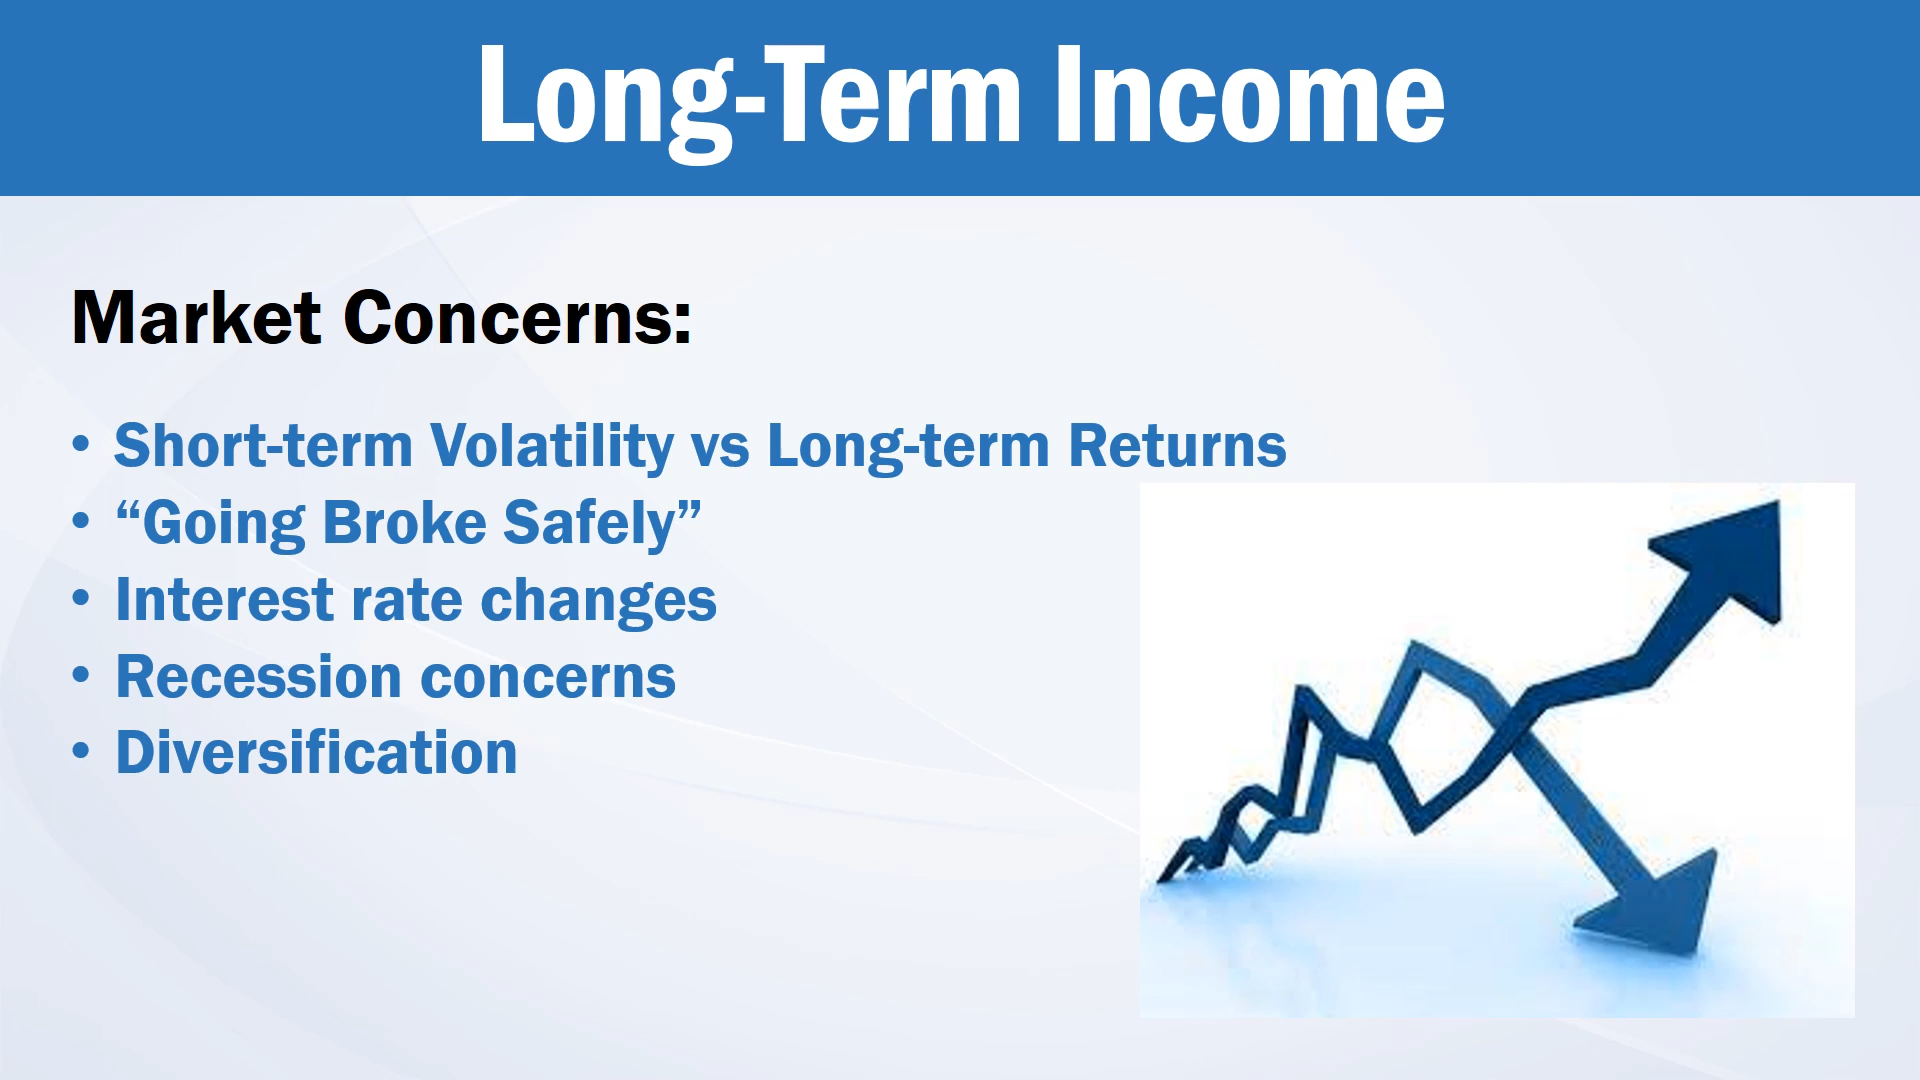 Long-Term Income
Market Concerns:
• Short-term Volatility vs Long-term Returns
• “Going Broke Safely”
• Interest rate changes
• Recession concerns
• Diversification